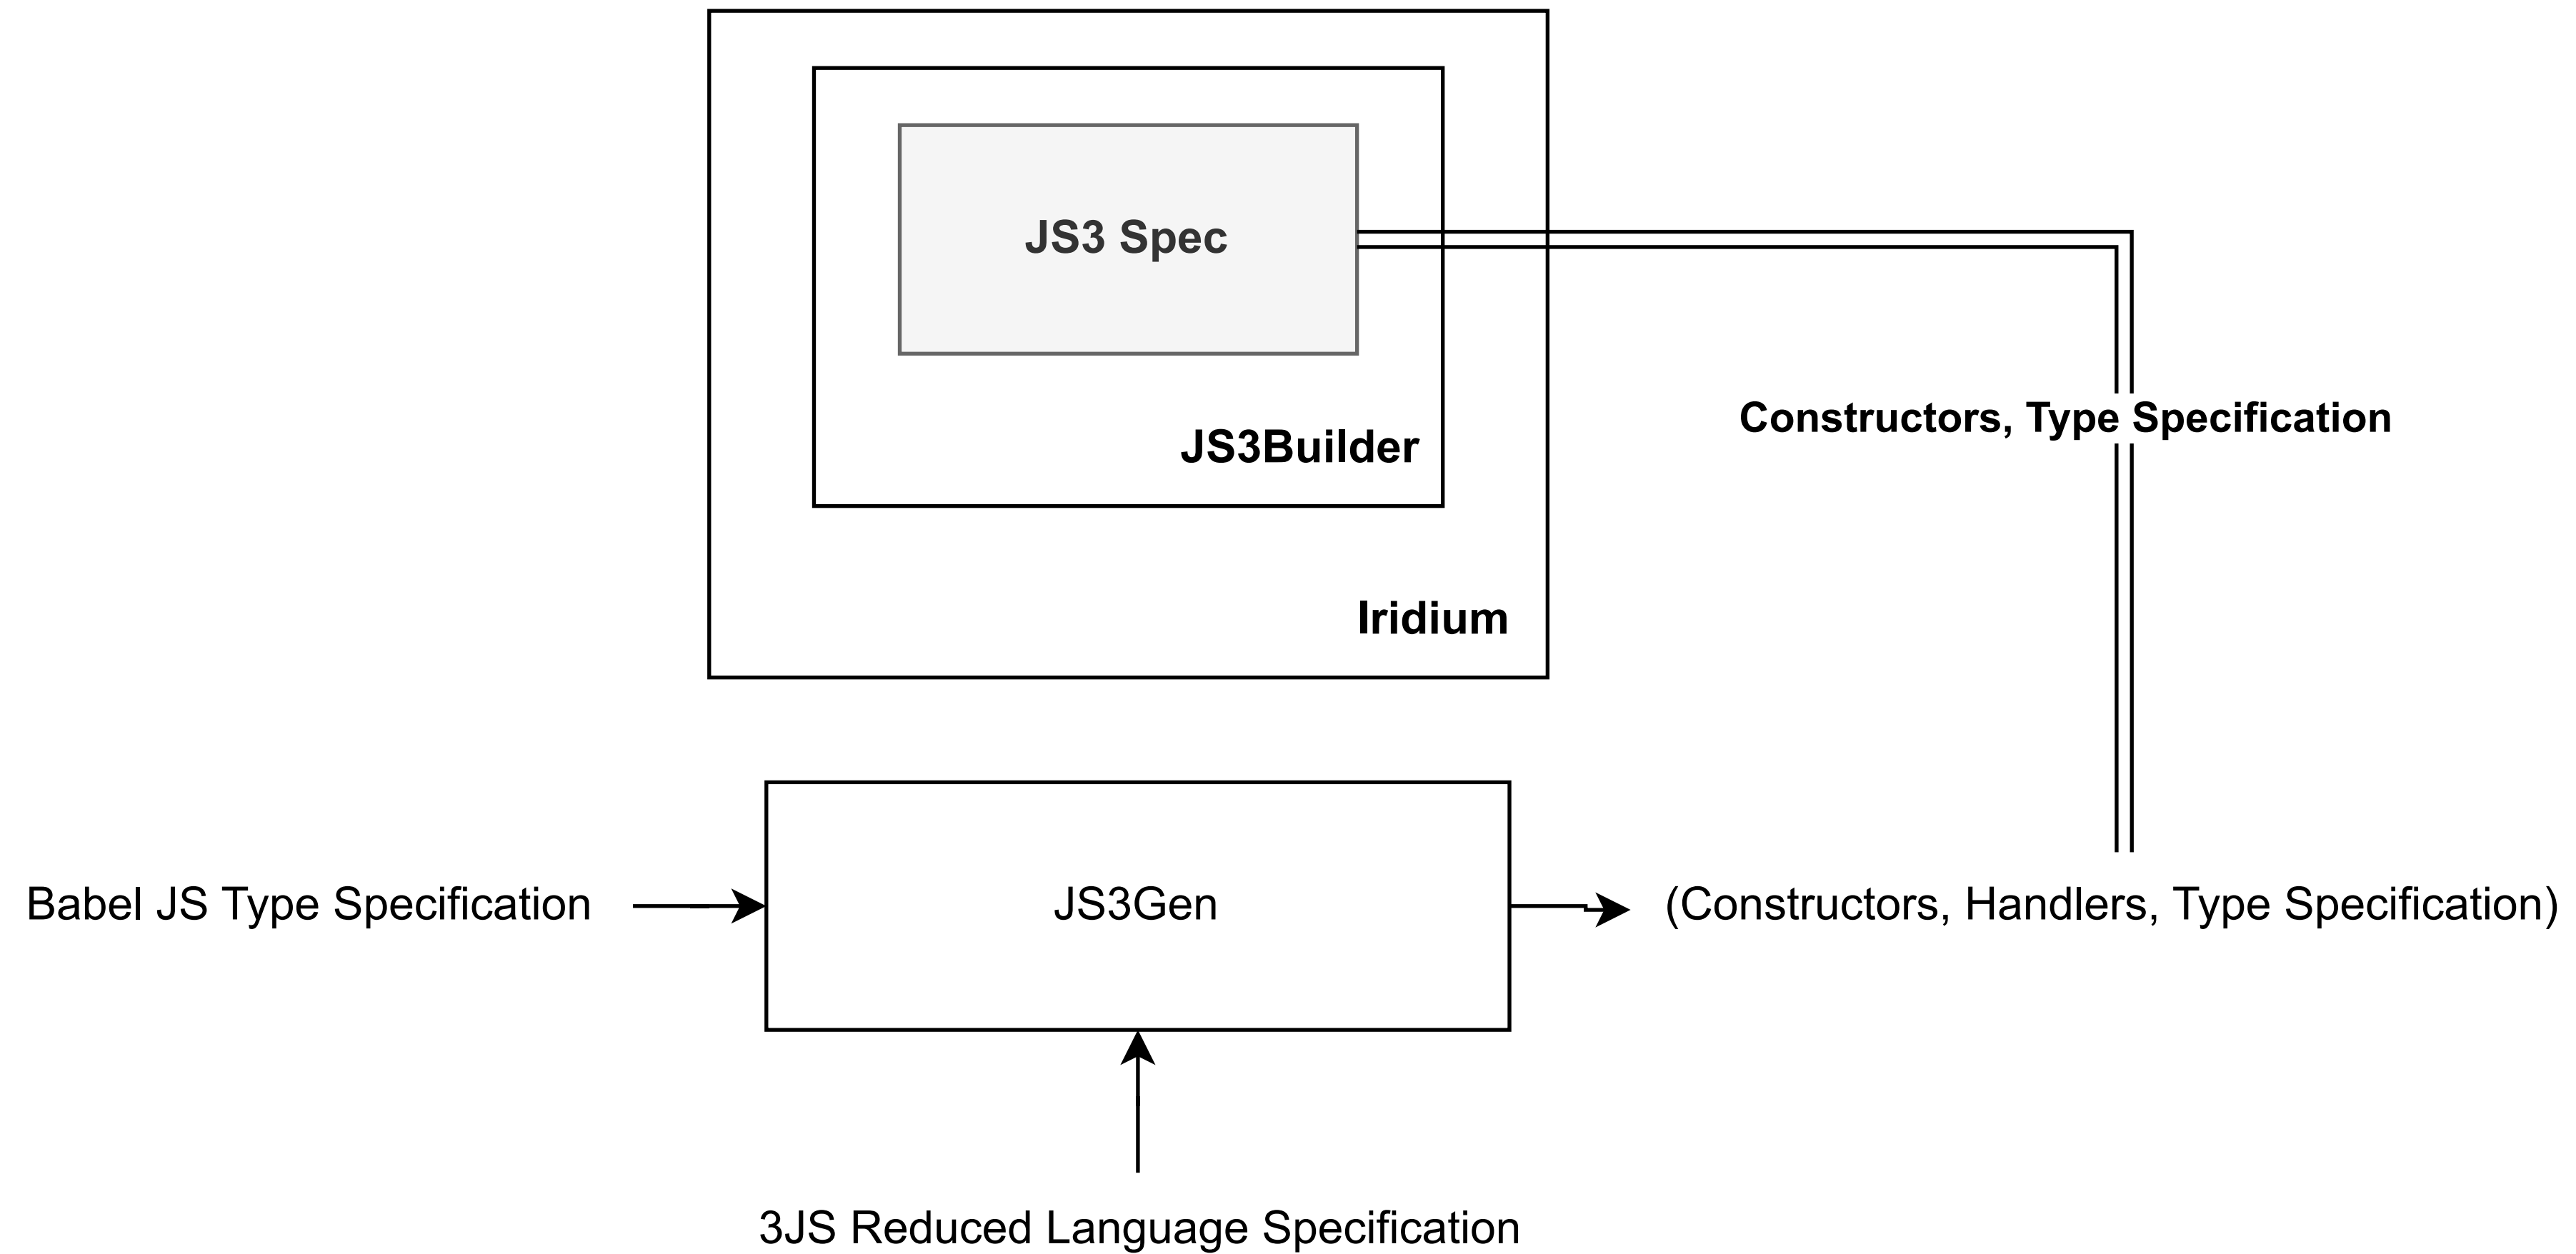 JS3 Spec
Constructors, Type Specification
JS3Builder
Iridium
Babel JS Type Specification
JS3Gen
(Constructors, Handlers, Type Specification)
3JS Reduced Language Specification